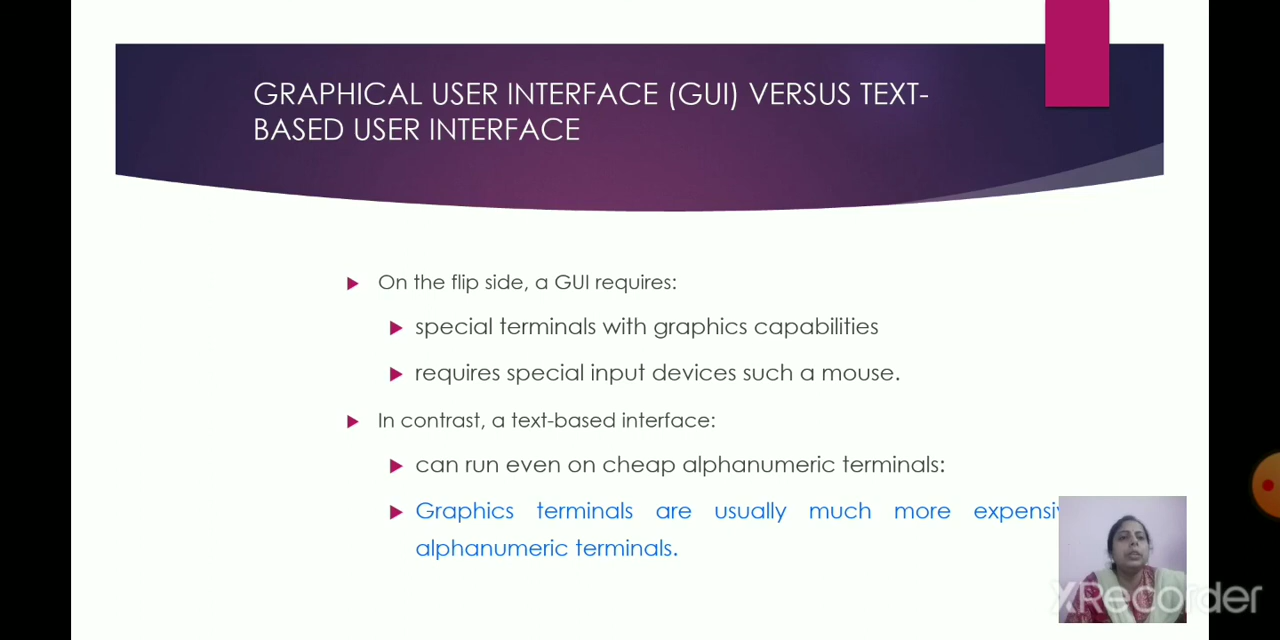 GRAPHICAL USER INTERFACE (GUI) VERSUS TEXT-
BASED USER INTERFACE
On the flip side, a GUI requires:
special terminals with graphics capabilities
requires special input devices such a mouse.
In contrast, a text-based interface:
can run even on cheap alphanumeric terminals:
Graphics terminals are usually much more
alphanumeric terminals.
XRecorder